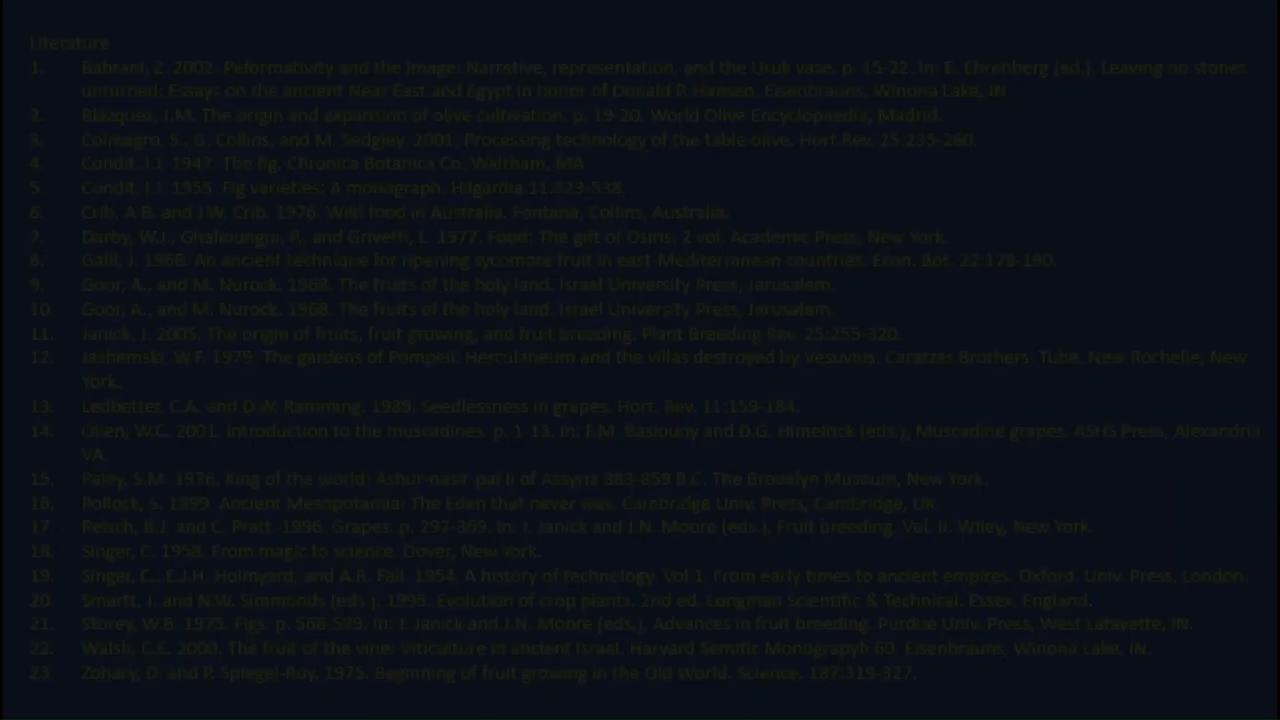 Literature
1. Bahrani, Z. 2002. Peformativity and the image: Narrative, representation, and the Uruk vase. p. 15-22. In: E. Ehrenberg (ed.). Leaving no stones
unturned: Essays on the ancient Near East and Egypt in honor of Donald P. Hansen. Eisenbrauns, Winona Lake, IN
2. Blázquez, J.M. The origin and expansion of olive cultivation. p. 19-20. World Olive Encyclopaedia, Madrid.
3. Colmagro, S., G. Collins, and M. Sedgley. 2001. Processing technology of the table olive. Hort Rev. 25:235-260.
4. Condit, I.J. 1947. The fig. Chronica Botanica Co. Waltham, MA
5. Condit, I.J. 1955. Fig varieties: A monograph. Hilgardia 11:323-538.
6. Crib, A.B. and J.W. Crib. 1976. Wild food in Australia. Fontana, Collins, Australia.
7. Darby, W.J., Ghalioungui, P., and Grivetti, L. 1977. Food: The gift of Osiris, 2 vol. Academic Press, New York.
8. Galil, J. 1968. An ancient technique for ripening sycomore fruit in east-Mediterranean countries. Econ. Bot. 22:178-190.
9. Goor, A., and M. Nurock. 1968. The fruits of the holy land. Israel University Press, Jerusalem.
10. Goor, A., and M. Nurock. 1968. The fruits of the holy land. Israel University Press, Jerusalem.
11. Janick, J. 2005. The origin of fruits, fruit growing, and fruit breeding. Plant Breeding Rev. 25:255-320.
12. Jashemski, W.F. 1979. The gardens of Pompeii: Herculaneum and the villas destroyed by Vesuvius. Caratzas Brothers. Tube, New Rochelle, New
York.
13. Ledbetter, C.A. and D.W. Ramming. 1989. Seedlessness in grapes. Hort. Rev. 11:159-184.
14. Olien, W.C. 2001. Introduction to the muscadines. p. 1-13. In: F.M. Basiouny and D.G. Himelrick (eds.), Muscadine grapes. ASHS Press, Alexandria
VA.
15. Paley, S.M. 1976. King of the world: Ashur-nasir-pal II of Assyria 883-859 B.C. The Brooklyn Museum, New York.
16. Pollock, S. 1999. Ancient Mesopotamia: The Eden that never was. Cambridge Univ. Press, Cambridge, UK.
17. Reisch, B.J. and C. Pratt. 1996. Grapes. p. 297-369. In: J. Janick and J.N. Moore (eds.), Fruit breeding. Vol. II. Wiley, New York.
18. Singer, C. 1958. From magic to science. Dover, New York.
19. Singer, C., E.J.H. Holmyard, and A.R. Fall. 1954. A history of technology. Vol 1. From early times to ancient empires. Oxford. Univ. Press, London.
20. Smartt, J. and N.W. Simmonds (eds.). 1995. Evolution of crop plants. 2nd ed. Longman Scientific & Technical. Essex, England.
21. Storey, W.B. 1975. Figs. p. 568-589. In: J. Janick and J.N. Moore (eds.), Advances in fruit breeding. Purdue Univ. Press, West Lafayette, IN.
22. Walsh, C.E. 2000. The fruit of the vine: Viticulture in ancient Israel. Harvard Semitic Monograpyh 60. Eisenbrauns, Winona Lake, IN.
23. Zohary, D. and P. Spiegel-Roy. 1975. Beginning of fruit growing in the Old World. Science. 187:319-327.